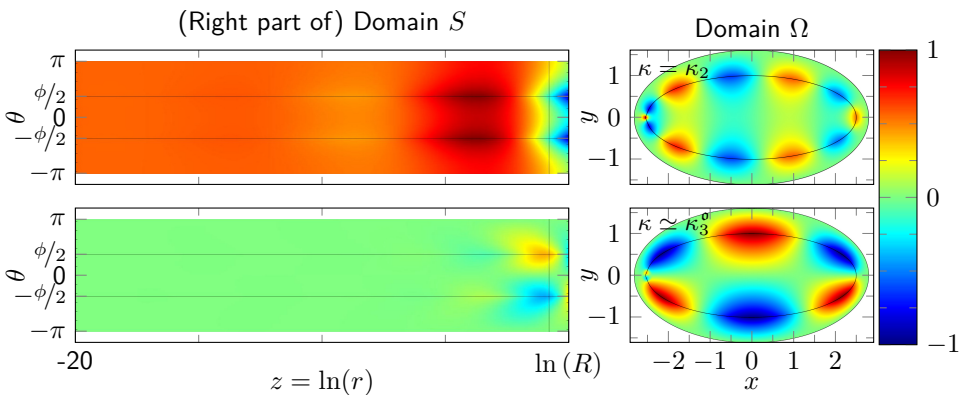 (Right part of) Domain S
Domain Ω
π
ϕ/2
0
−ϕ/2
−π
θ
κ = κ₂
1
0
−1
y
1
0
−1
π
ϕ/2
0
−ϕ/2
−π
θ
-20
ln (R)
z = ln(r)
κ ≃ κ₃
1
0
−1
y
−2 −1 0 1 2
x